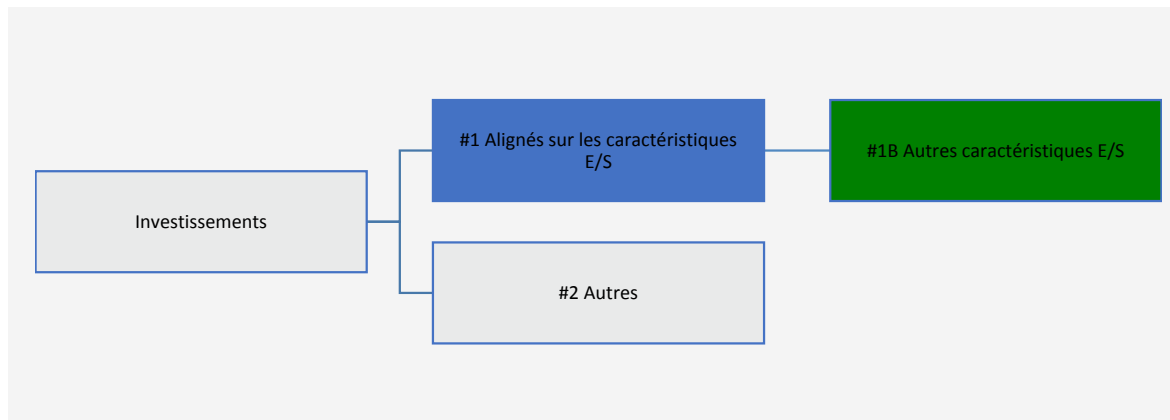 #1 Alignés sur les caractéristiques
E/S
#1B Autres caractéristiques E/S
Investissements
#2 Autres